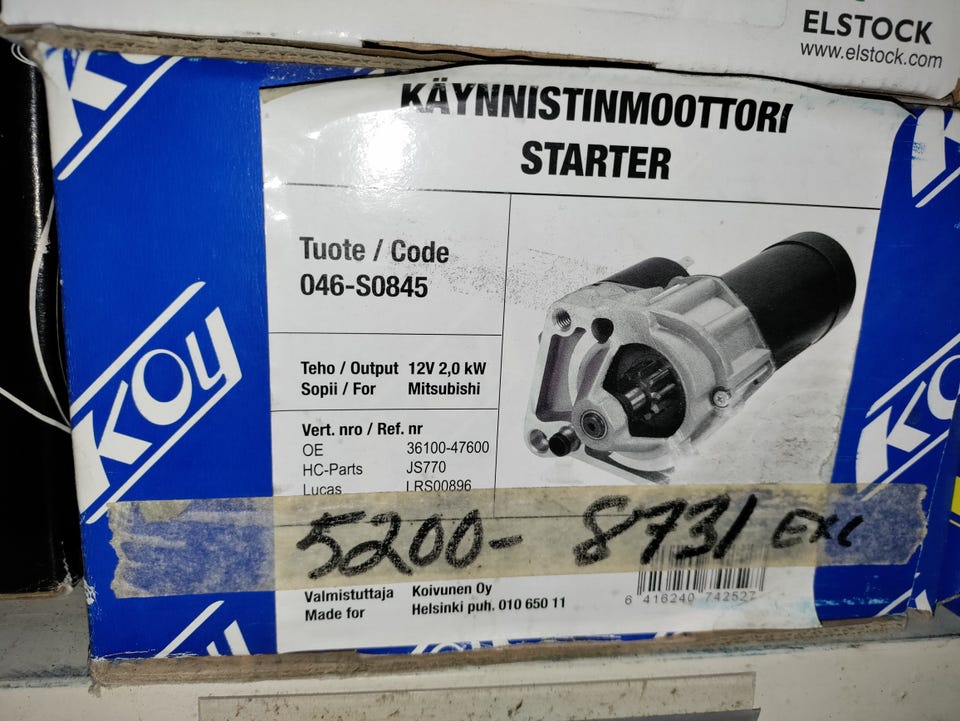 ELSTOCK
www.elstock.com
KÄYNNISTINMOOTTORI
STARTER
Tuote / Code
046-S0845
KOY
Teho / Output 12V 2,0 kW
Sopii / For Mitsubishi
Vert. nro / Ref. nr
OE 36100-47600
HC-Parts JS770
Lucas LRS00896
5200- 8731 EXC
Valmistuttaja Koivunen Oy
Made for Helsinki puh. 010 650 11
6 416240 742527